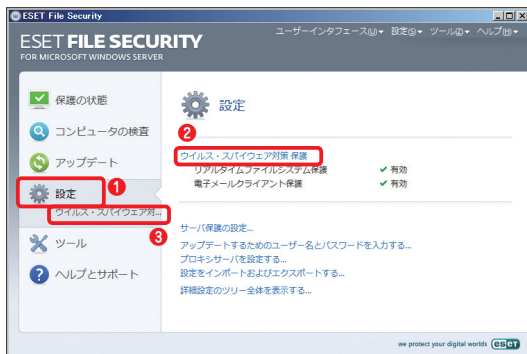 ESET File Security
ESET FILE SECURITY
FOR MICROSOFT WINDOWS SERVER
ユーザーインタフェース(U)▾ 設定(S)▾ ツール(Z)▾ ヘルプ(H)▾
保護の状態
コンピュータの検査
アップデート
設定
1
ウイルス・スパイウェア対...
3
ツール
ヘルプとサポート
設定
2
ウイルス・スパイウェア対策 保護
リアルタイムファイルシステム保護 有効
電子メールクライアント保護 有効
サーバ保護の設定...
アップデートするためのユーザー名とパスワードを入力する...
プロキシサーバを設定する...
設定をインポートおよびエクスポートする...
詳細設定のツリー全体を表示する...
we protect your digital worlds eset